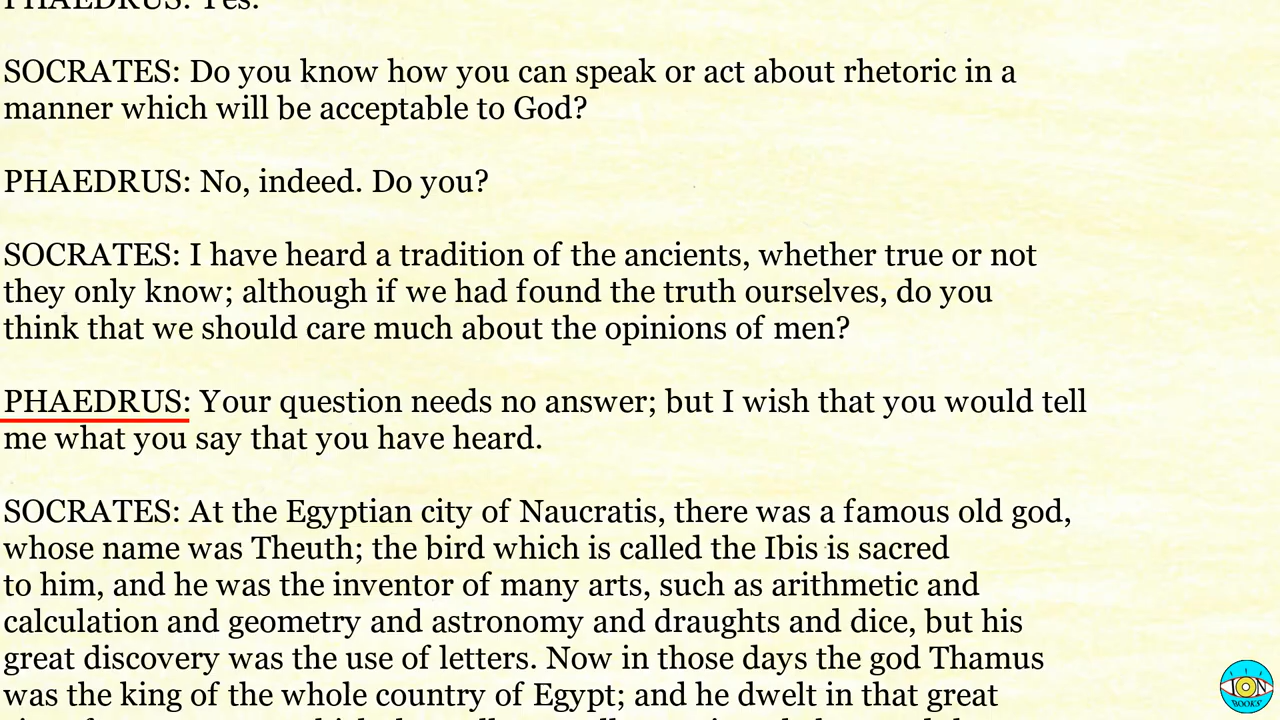 PHAEDRUS: Yes.
SOCRATES: Do you know how you can speak or act about rhetoric in a
manner which will be acceptable to God?
PHAEDRUS: No, indeed. Do you?
SOCRATES: I have heard a tradition of the ancients, whether true or not
they only know; although if we had found the truth ourselves, do you
think that we should care much about the opinions of men?
PHAEDRUS: Your question needs no answer; but I wish that you would tell
me what you say that you have heard.
SOCRATES: At the Egyptian city of Naucratis, there was a famous old god,
whose name was Theuth; the bird which is called the Ibis is sacred
to him, and he was the inventor of many arts, such as arithmetic and
calculation and geometry and astronomy and draughts and dice, but his
great discovery was the use of letters. Now in those days the god Thamus
was the king of the whole country of Egypt; and he dwelt in that great
ION
BOOKS